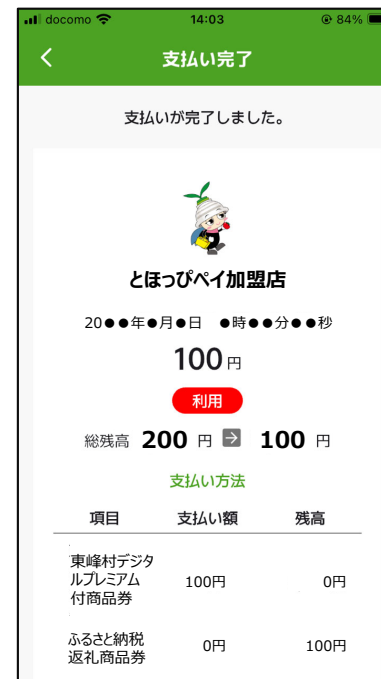 docomo 14:03 84%
支払い完了
支払いが完了しました。
とほっぴペイ加盟店
20●●年●月●日 ●時●●分●●秒
100円
利用
総残高 200 円 → 100 円
支払い方法
項目 支払い額 残高
東峰村デジタ
ルプレミアム
付商品券
100円 0円
ふるさと納税
返礼商品券
0円 100円